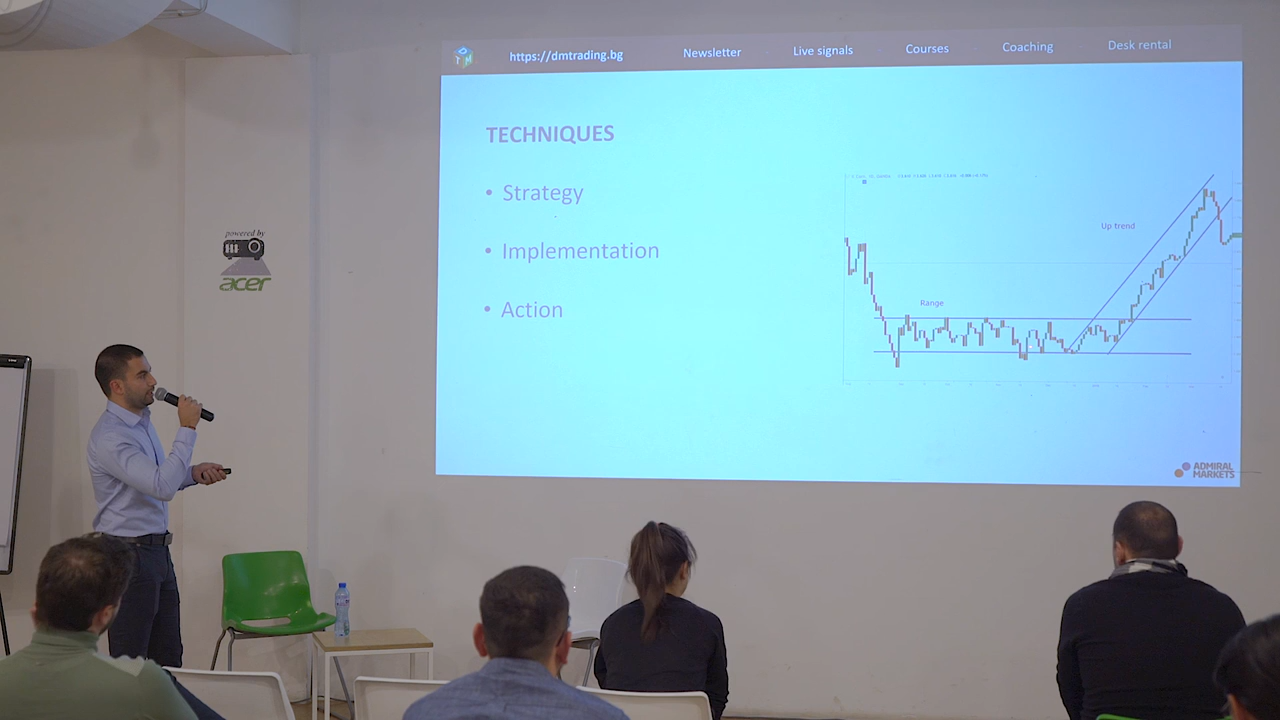 https://dmtrading.bg Newsletter Live signals Courses Coaching Desk rental
TECHNIQUES
• Strategy
• Implementation
• Action
Up trend
Range
ADMIRAL
MARKETS
powered by
acer